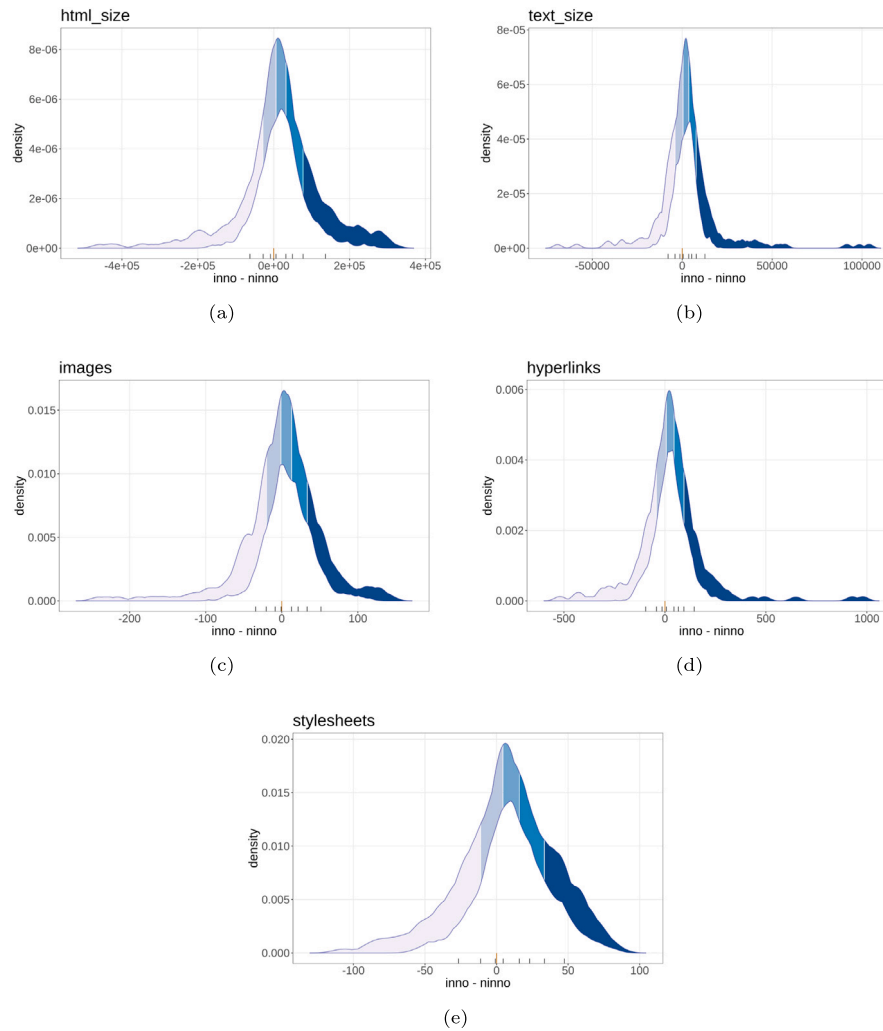 html_size
density
8e-06
6e-06
4e-06
2e-06
0e+00
-4e+05 -2e+05 0e+00 2e+05 4e+05
inno - ninno
(a)
text_size
density
8e-05
6e-05
4e-05
2e-05
0e+00
-50000 0 50000 100000
inno - ninno
(b)
images
density
0.015
0.010
0.005
0.000
-200 -100 0 100
inno - ninno
(c)
hyperlinks
density
0.006
0.004
0.002
0.000
-500 0 500 1000
inno - ninno
(d)
stylesheets
density
0.020
0.015
0.010
0.005
0.000
-100 -50 0 50 100
inno - ninno
(e)